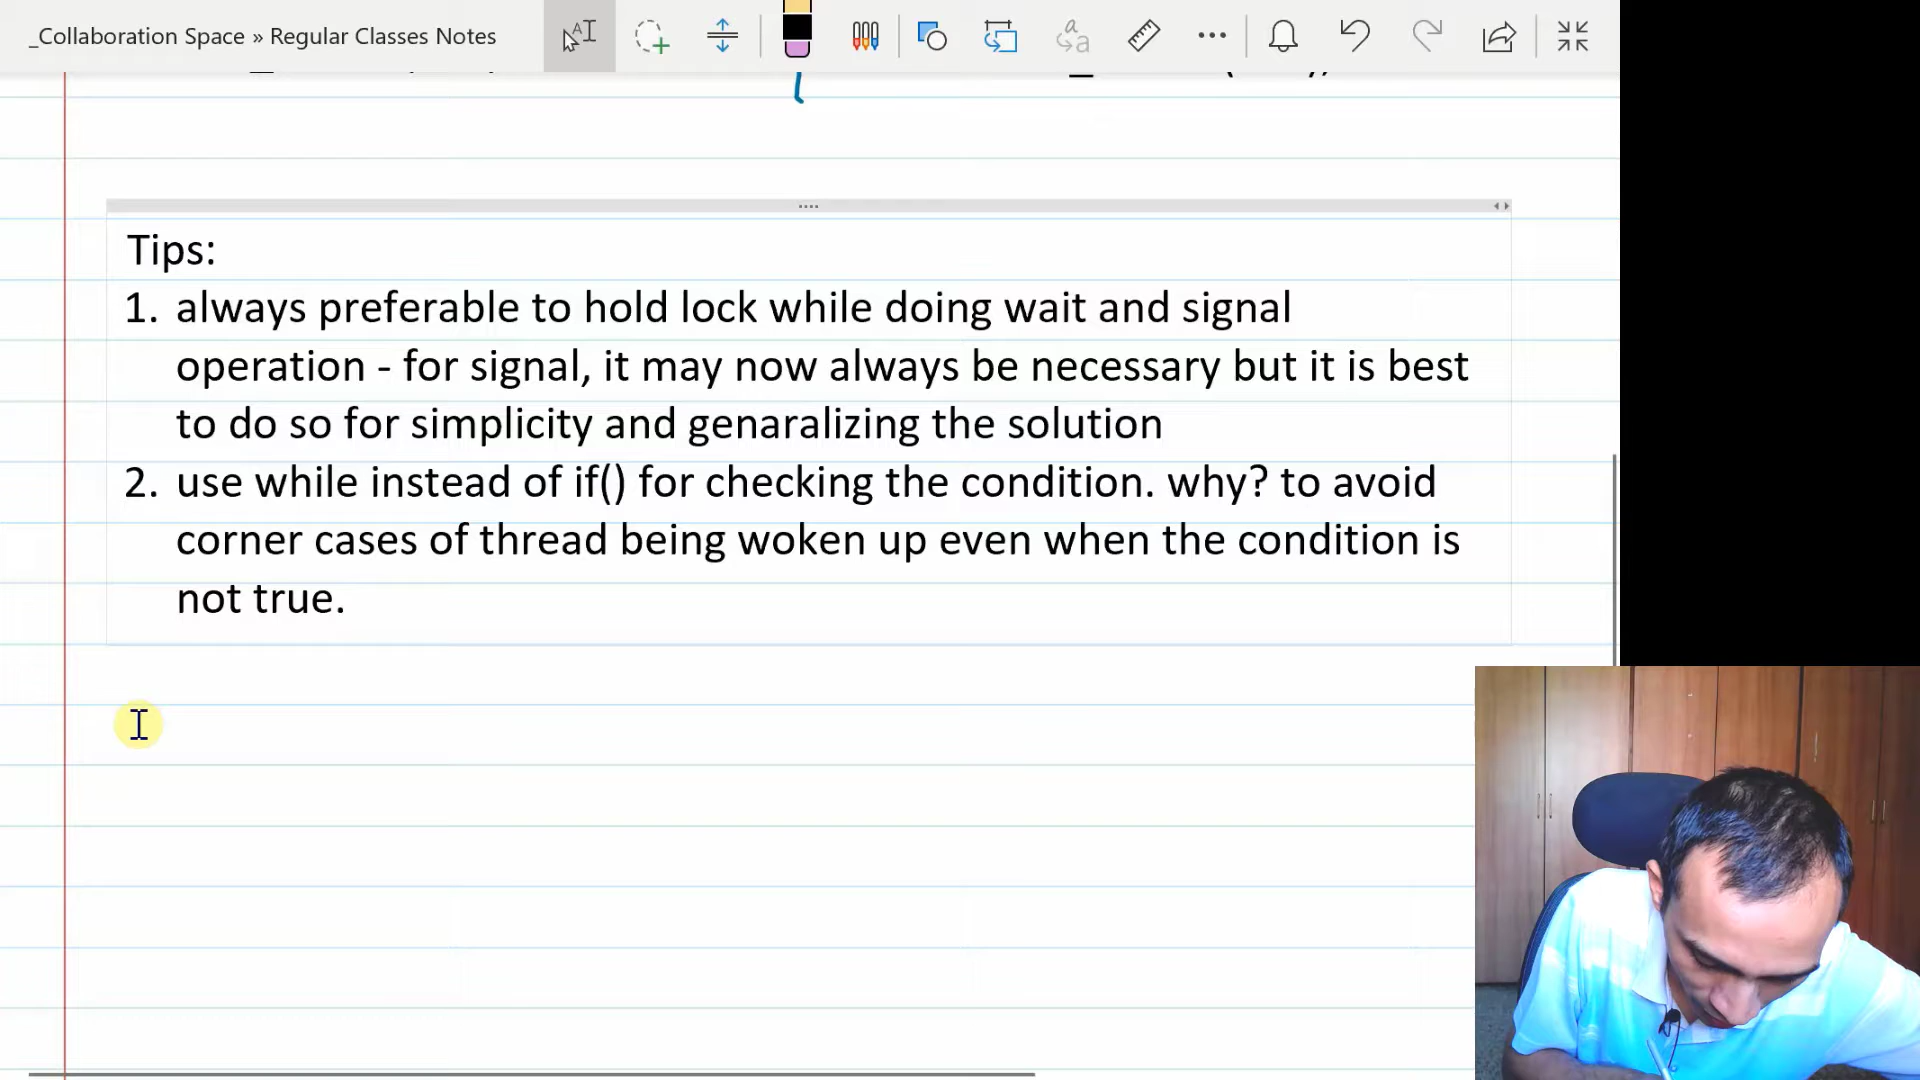 _Collaboration Space » Regular Classes Notes
Tips:
1. always preferable to hold lock while doing wait and signal
operation - for signal, it may now always be necessary but it is best
to do so for simplicity and genaralizing the solution
2. use while instead of if() for checking the condition. why? to avoid
corner cases of thread being woken up even when the condition is
not true.